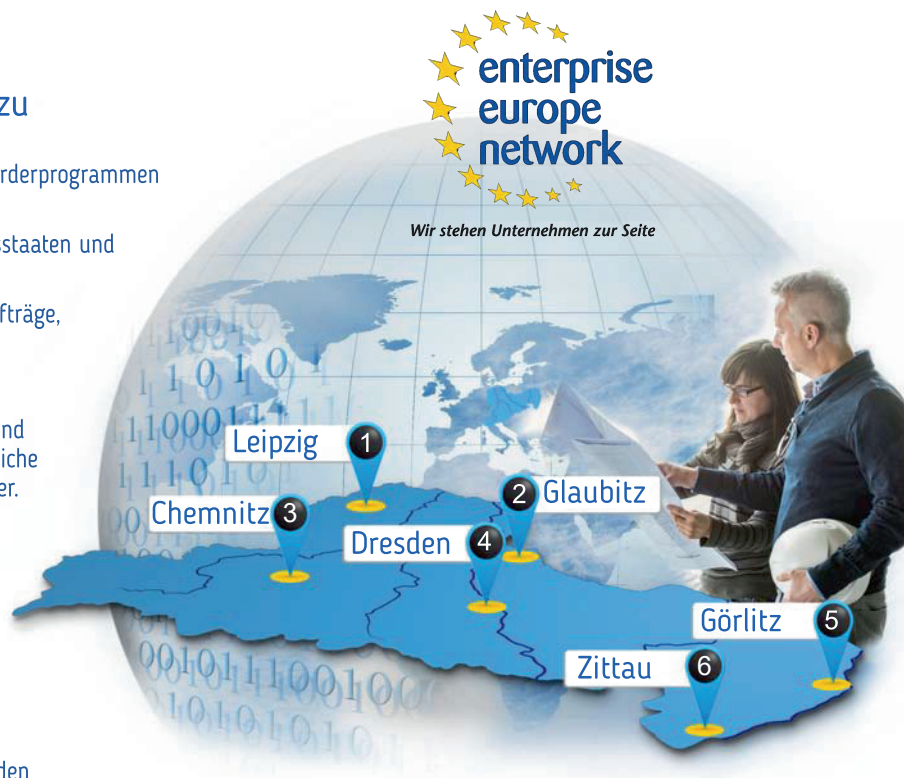 enterprise
europe
network
Wir stehen Unternehmen zur Seite
zu
rderprogrammen
sstaaten und
fträge,
nd
iche
er.
Leipzig 1
2 Glaubitz
Chemnitz 3
Dresden 4
Görlitz 5
Zittau 6
den